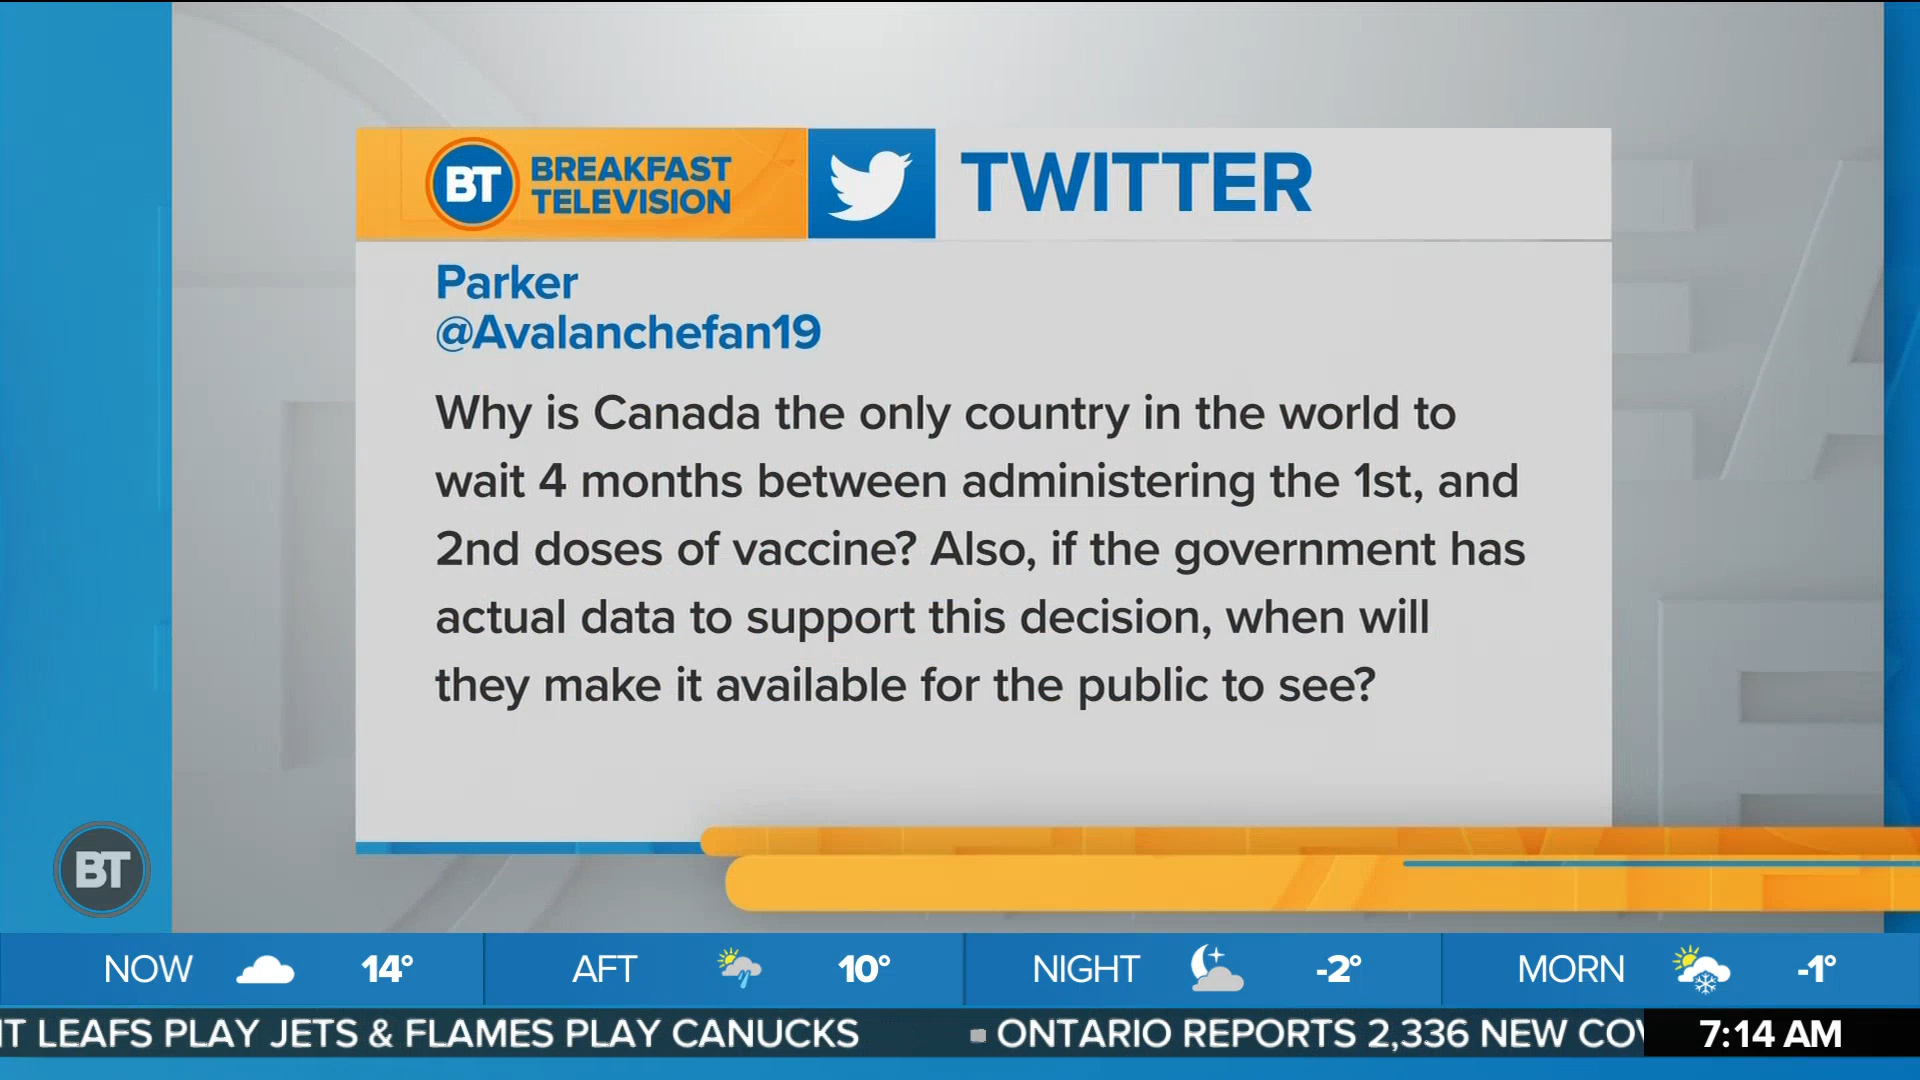 BT BREAKFAST TELEVISION
TWITTER
Parker
@Avalanchefan19
Why is Canada the only country in the world to
wait 4 months between administering the 1st, and
2nd doses of vaccine? Also, if the government has
actual data to support this decision, when will
they make it available for the public to see?
BT
NOW 14° AFT 10° NIGHT -2° MORN -1°
LEAFS PLAY JETS & FLAMES PLAY CANUCKS ONTARIO REPORTS 2,336 NEW 7:14 AM